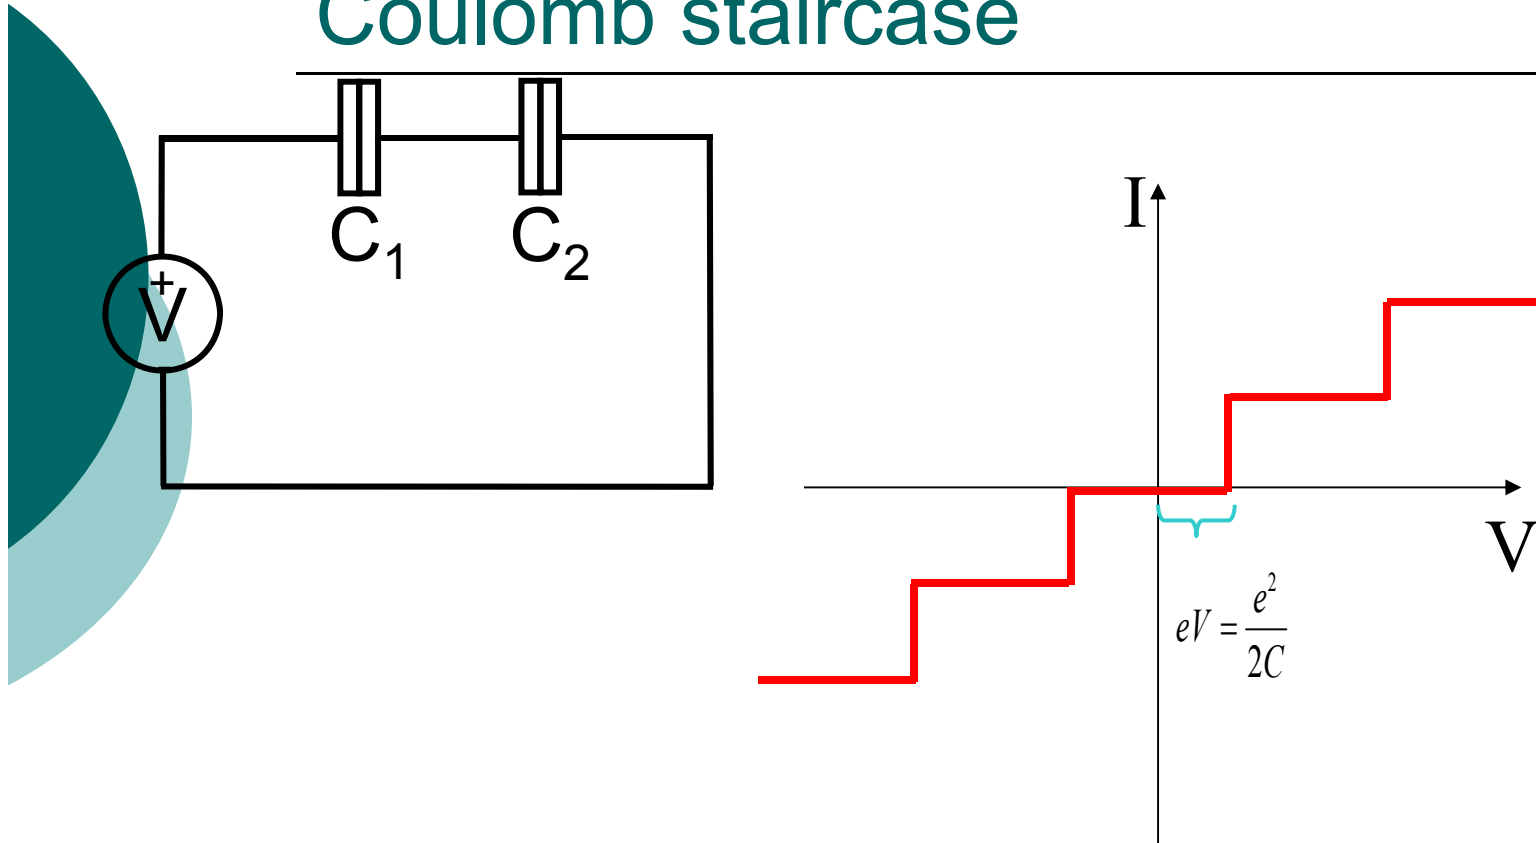 Coulomb staircase
C₁ C₂
+
V
I
V
eV = e²/2C